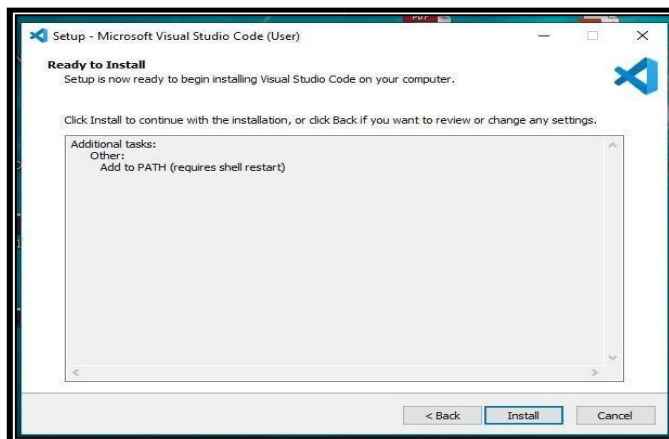 PDF
Setup - Microsoft Visual Studio Code (User)
Ready to Install
Setup is now ready to begin installing Visual Studio Code on your computer.
Click Install to continue with the installation, or click Back if you want to review or change any settings.
Additional tasks:
Other:
Add to PATH (requires shell restart)
< Back
Install
Cancel